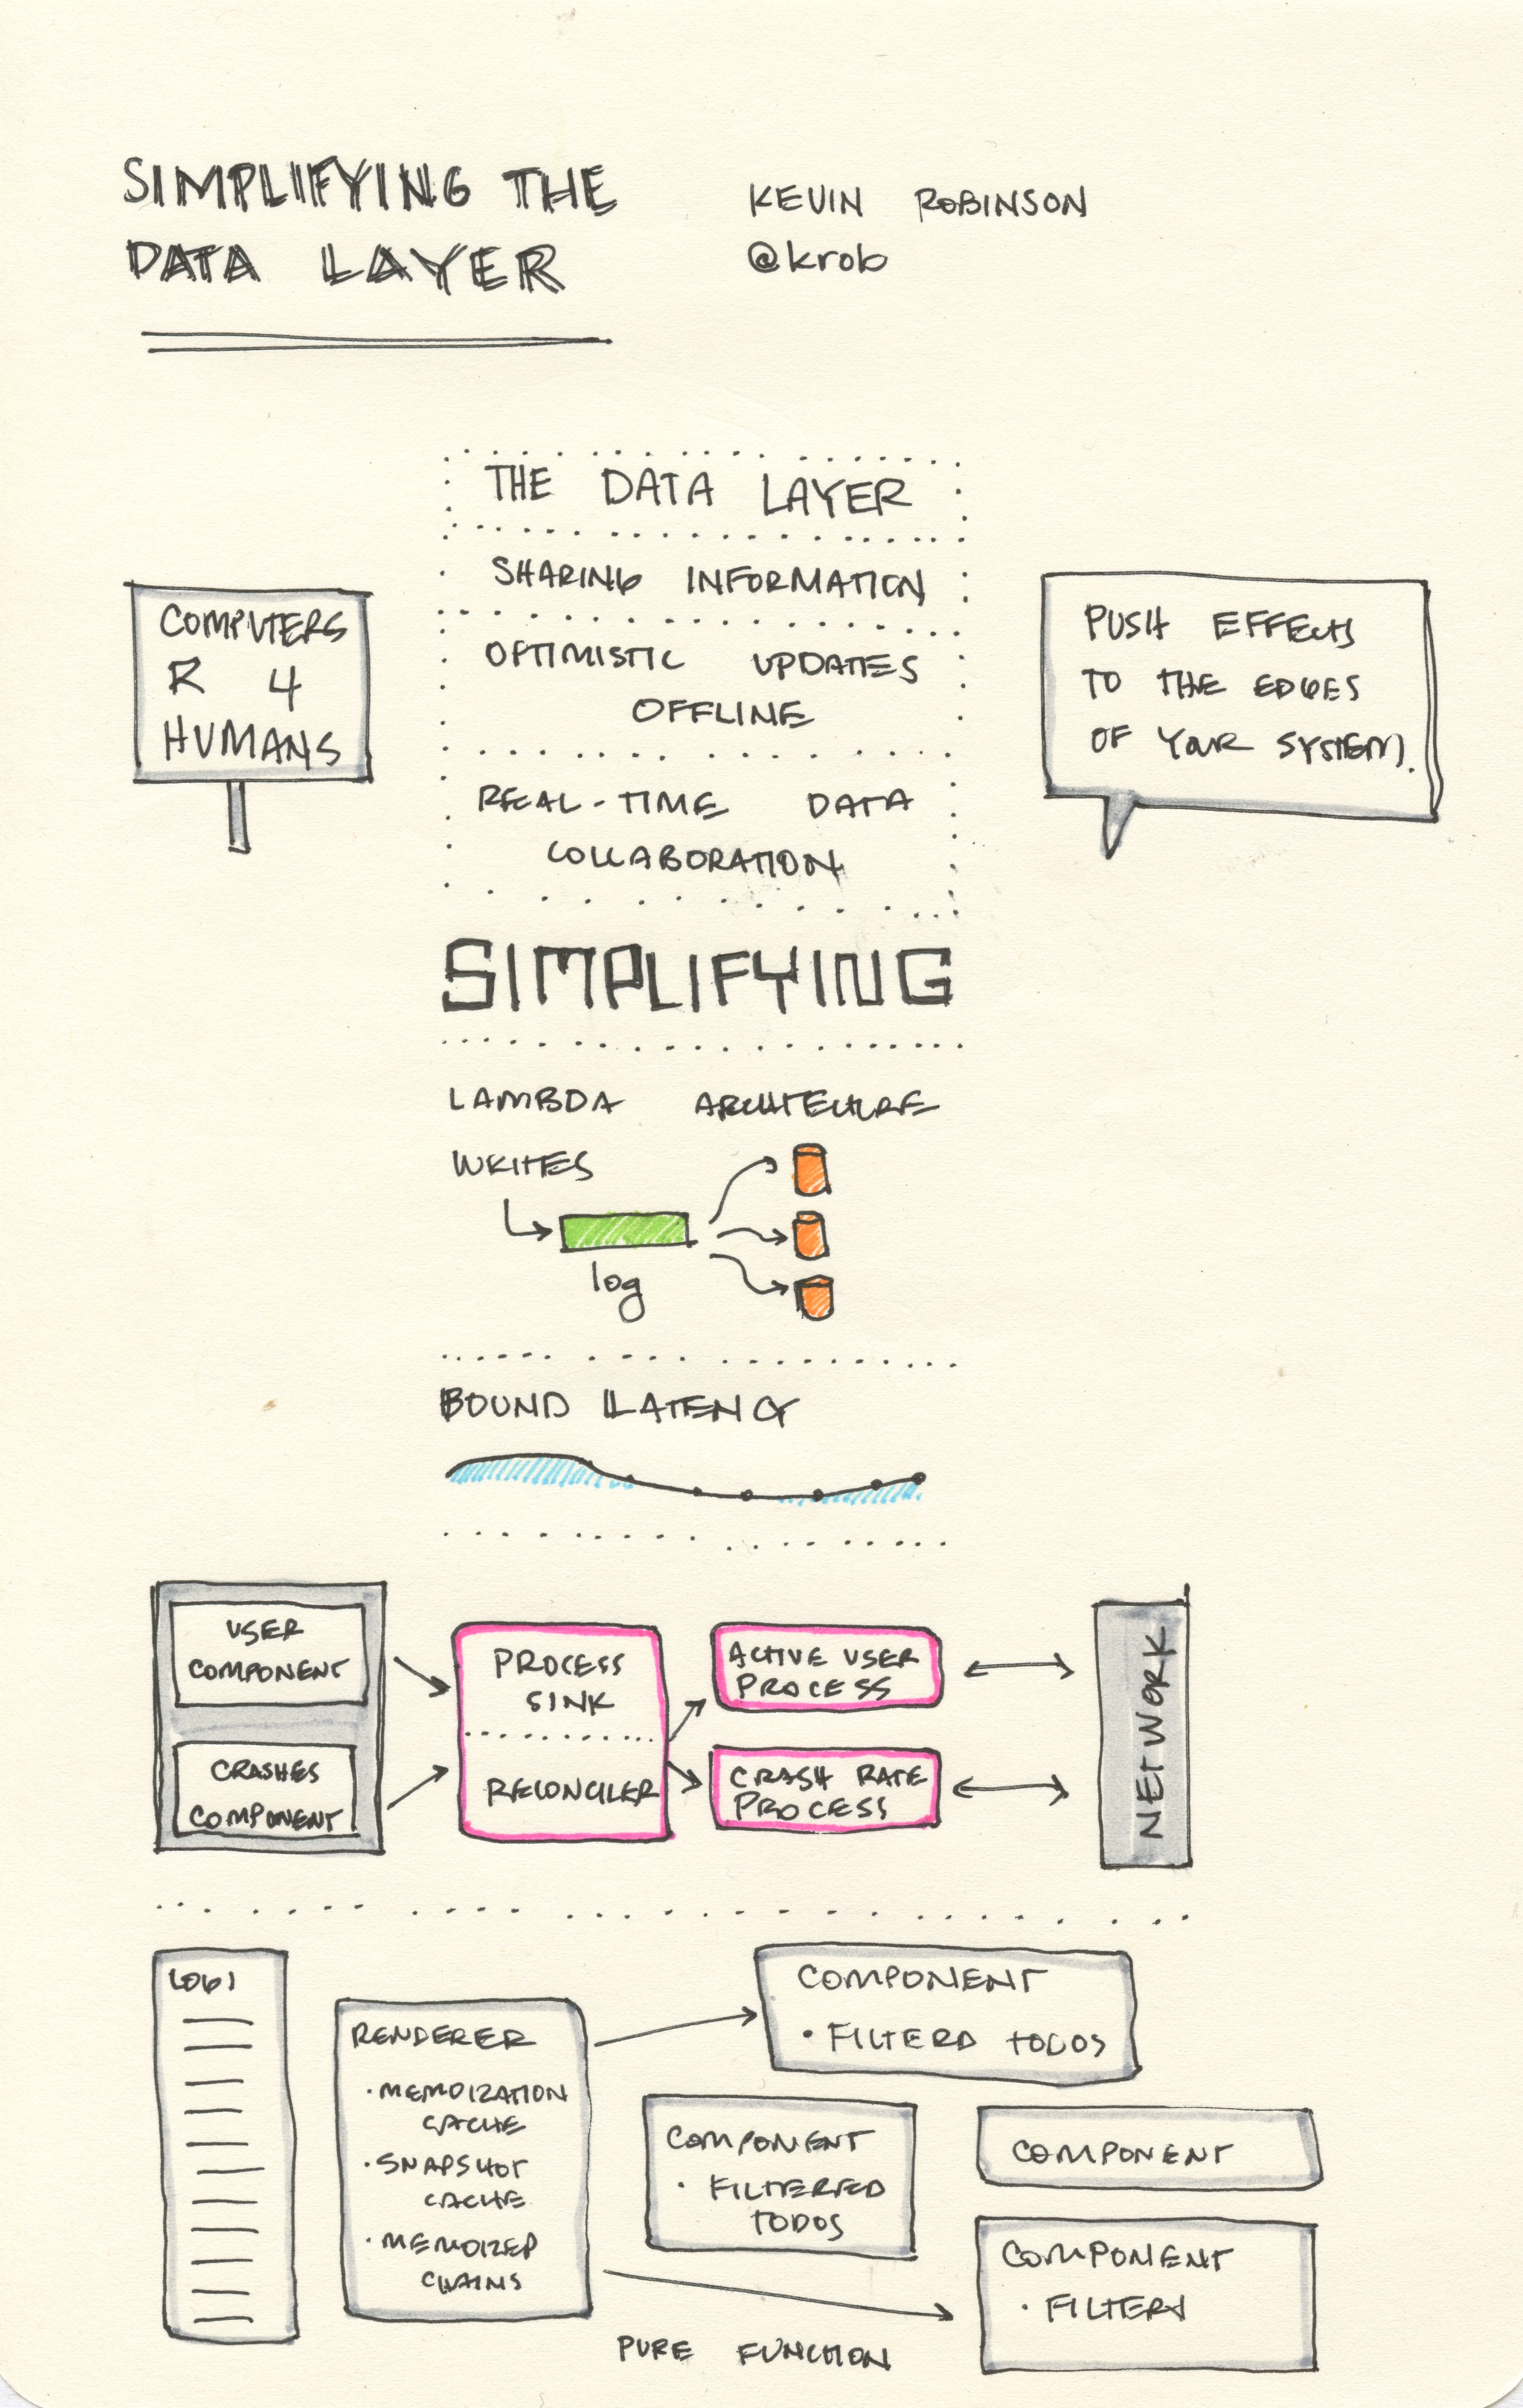 SIMPLIFYING THE
DATA LAYER
KEVIN ROBINSON
@krob
THE DATA LAYER
SHARING INFORMATION
OPTIMISTIC UPDATES
OFFLINE
REAL-TIME DATA
COLLABORATION
COMPUTERS
R 4
HUMANS
PUSH EFFECTS
TO THE EDGES
OF YOUR SYSTEM.
SIMPLIFYING
LAMBDA ARCHITECTURE
WRITES
log
BOUND LATENCY
USER
COMPONENT
CRASHES
COMPONENT
PROCESS
SINK
RECONCILER
ACTIVE USER
PROCESS
CRASH RATE
PROCESS
NETWORK
LOGS
RENDERER
• MEMOIZATION
CACHE
• SNAPSHOT
CACHE
• MEMOIZED
CHAINS
COMPONENT
• FILTERD TODOS
COMPONENT
• FILTERED
TODOS
COMPONENT
COMPONENT
• FILTERS
PURE FUNCTION